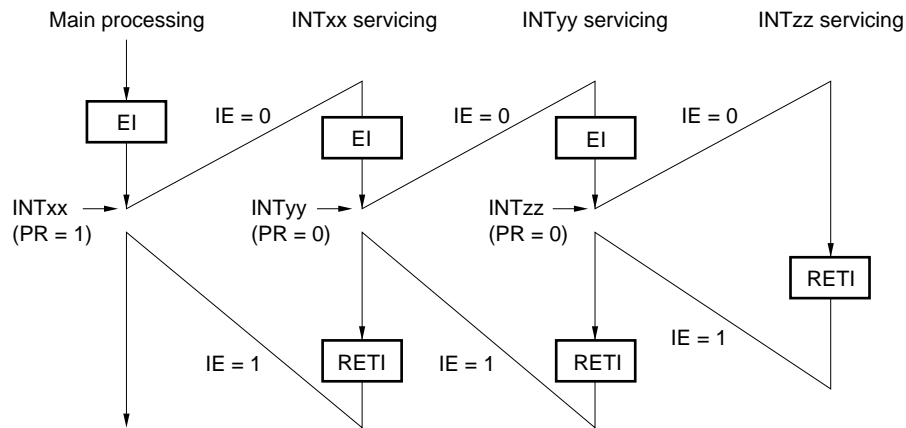 Main processing INTxx servicing INTyy servicing INTzz servicing
EI
IE = 0
EI
IE = 0
EI
IE = 0
INTxx
(PR = 1)
INTyy
(PR = 0)
INTzz
(PR = 0)
RETI
IE = 1
RETI
IE = 1
RETI
IE = 1